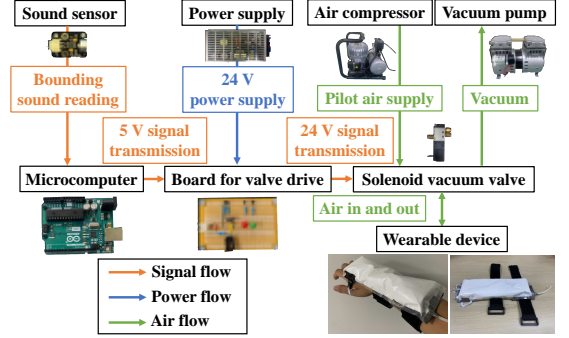 Sound sensor
Power supply
Air compressor
Vacuum pump
Bounding
sound reading
24 V
power supply
Pilot air supply
Vacuum
5 V signal
transmission
24 V signal
transmission
Microcomputer
Board for valve drive
Solenoid vacuum valve
Air in and out
Wearable device
Signal flow
Power flow
Air flow